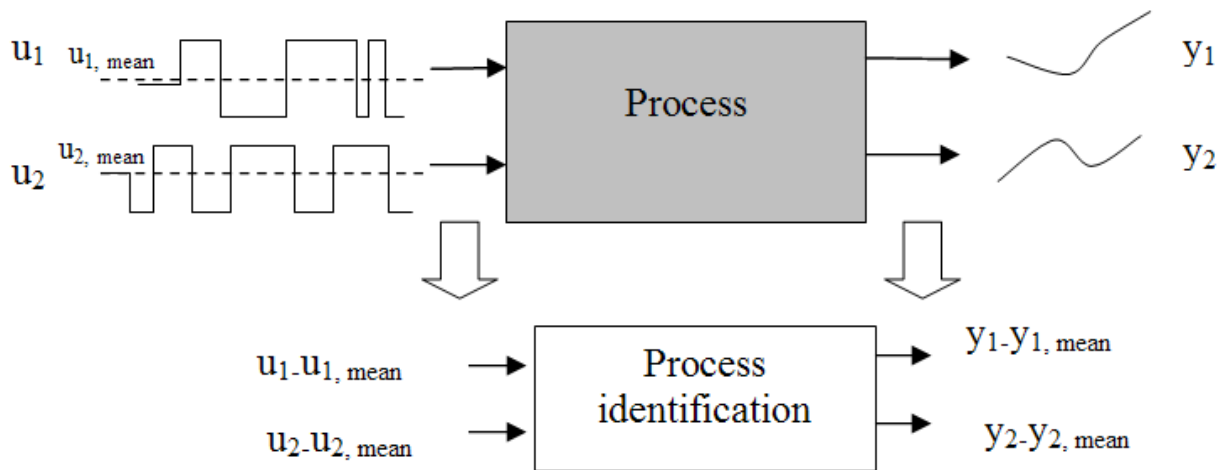 u1 u1, mean
Process
y1
u2, mean
u2
y2
u1-u1, mean
Process
identification
y1-y1, mean
u2-u2, mean
y2-y2, mean